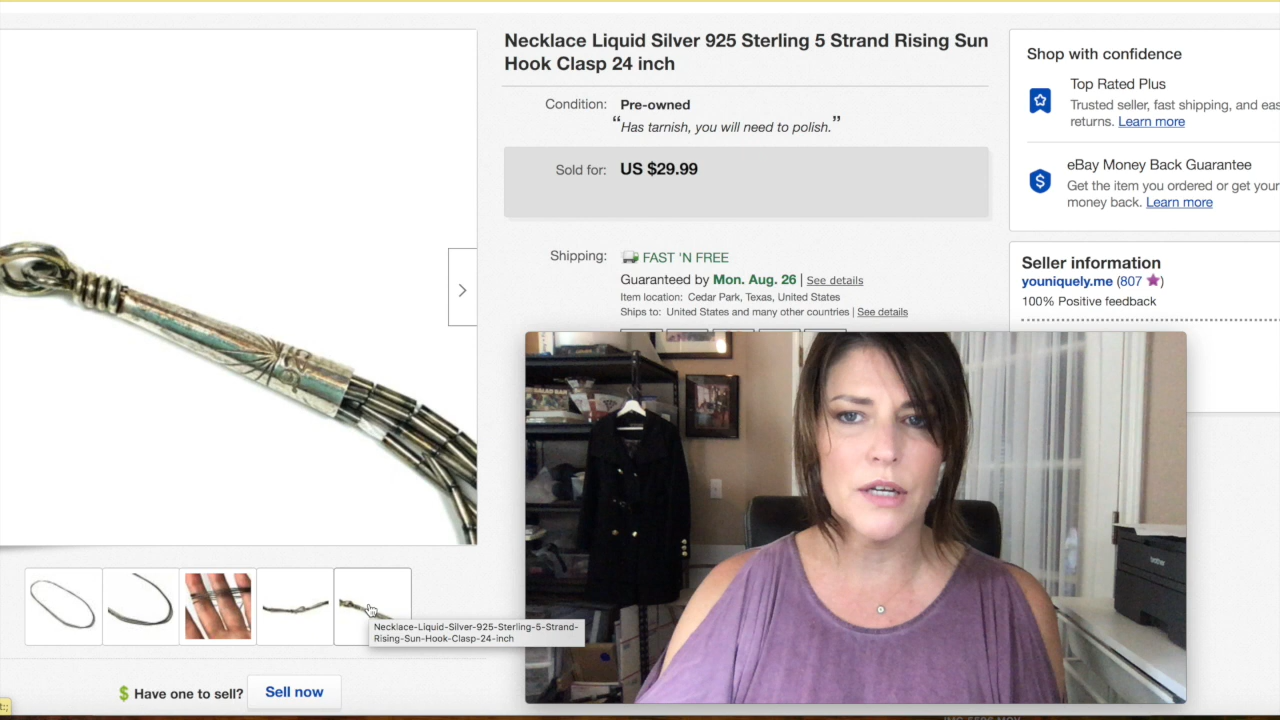 Necklace Liquid Silver 925 Sterling 5 Strand Rising Sun
Hook Clasp 24 inch
Condition: Pre-owned
“Has tarnish, you will need to polish.”
Sold for: US $29.99
Shipping: FAST 'N FREE
Guaranteed by Mon. Aug. 26 | See details
Item location: Cedar Park, Texas, United States
Ships to: United States and many other countries | See details
Shop with confidence
Top Rated Plus
Trusted seller, fast shipping, and eas
returns. Learn more
eBay Money Back Guarantee
Get the item you ordered or get your
money back. Learn more
Seller information
youniquely.me (807 )
100% Positive feedback
brother
Necklace-Liquid-Silver-925-Sterling-5-Strand-
Rising-Sun-Hook-Clasp-24-inch
$ Have one to sell? Sell now